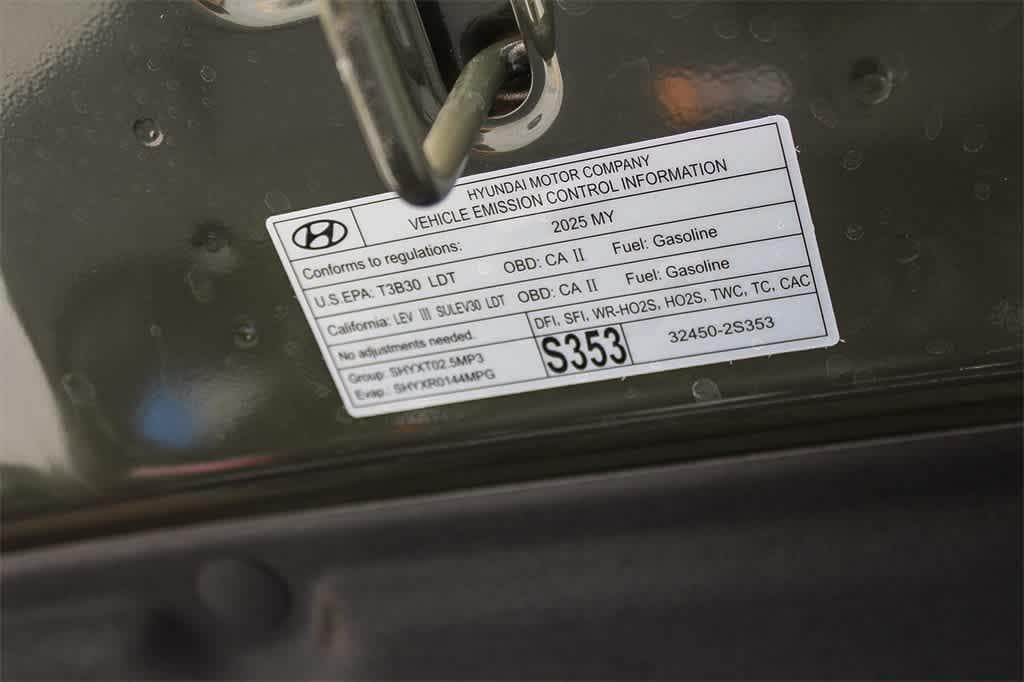 HYUNDAI MOTOR COMPANY
VEHICLE EMISSION CONTROL INFORMATION
Conforms to regulations: 2025 MY
U.S.EPA: T3B30 LDT OBD: CA II Fuel: Gasoline
California: LEV III SULEV30 LDT OBD: CA II Fuel: Gasoline
No adjustments needed. DFI, SFI, WR-HO2S, HO2S, TWC, TC, CAC
Group: SHYXT02.5MP3 S353 32450-2S353
Evap: SHYXR0144MPG